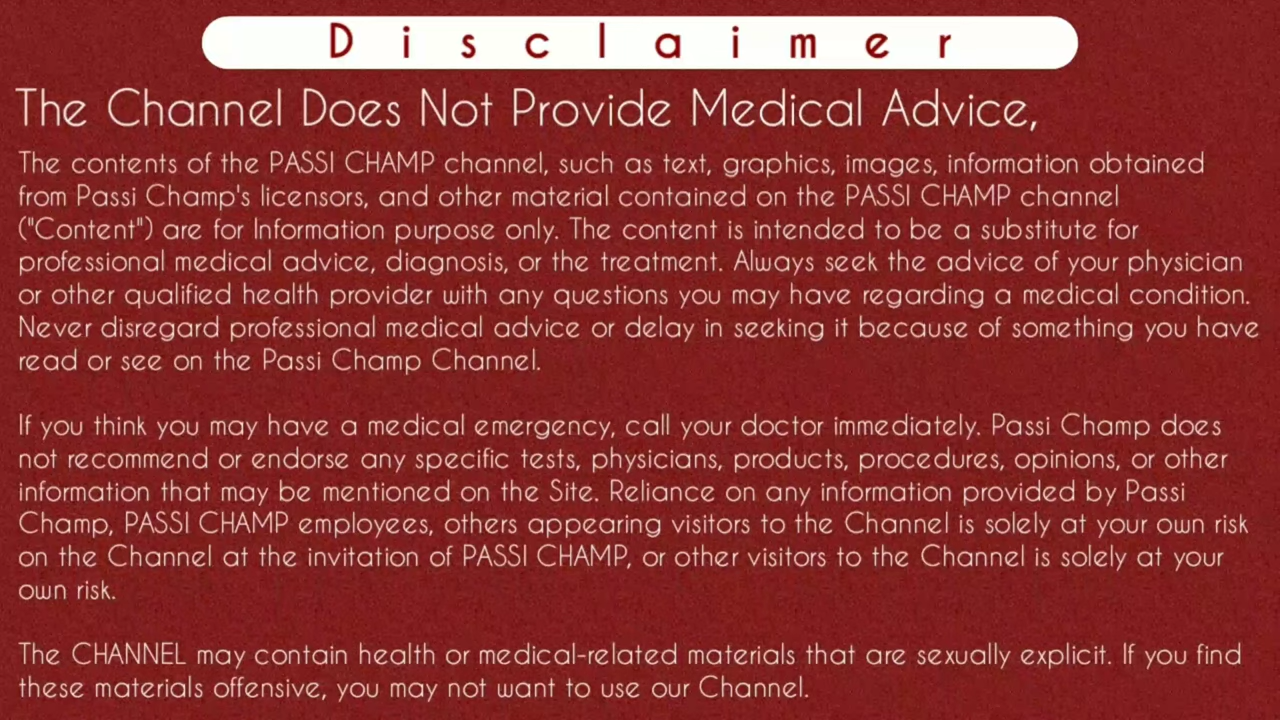 Disclaimer
The Channel Does Not Provide Medical Advice,
The contents of the PASSI CHAMP channel, such as text, graphics, images, information obtained
from Passi Champ's licensors, and other material contained on the PASSI CHAMP channel
("Content") are for Information purpose only. The content is intended to be a substitute for
professional medical advice, diagnosis, or the treatment. Always seek the advice of your physician
or other qualified health provider with any questions you may have regarding a medical condition.
Never disregard professional medical advice or delay in seeking it because of something you have
read or see on the Passi Champ Channel.
If you think you may have a medical emergency, call your doctor immediately. Passi Champ does
not recommend or endorse any specific tests, physicians, products, procedures, opinions, or other
information that may be mentioned on the Site. Reliance on any information provided by Passi
Champ, PASSI CHAMP employees, others appearing visitors to the Channel is solely at your own risk
on the Channel at the invitation of PASSI CHAMP, or other visitors to the Channel is solely at your
own risk.
The CHANNEL may contain health or medical-related materials that are sexually explicit. If you find
these materials offensive, you may not want to use our Channel.